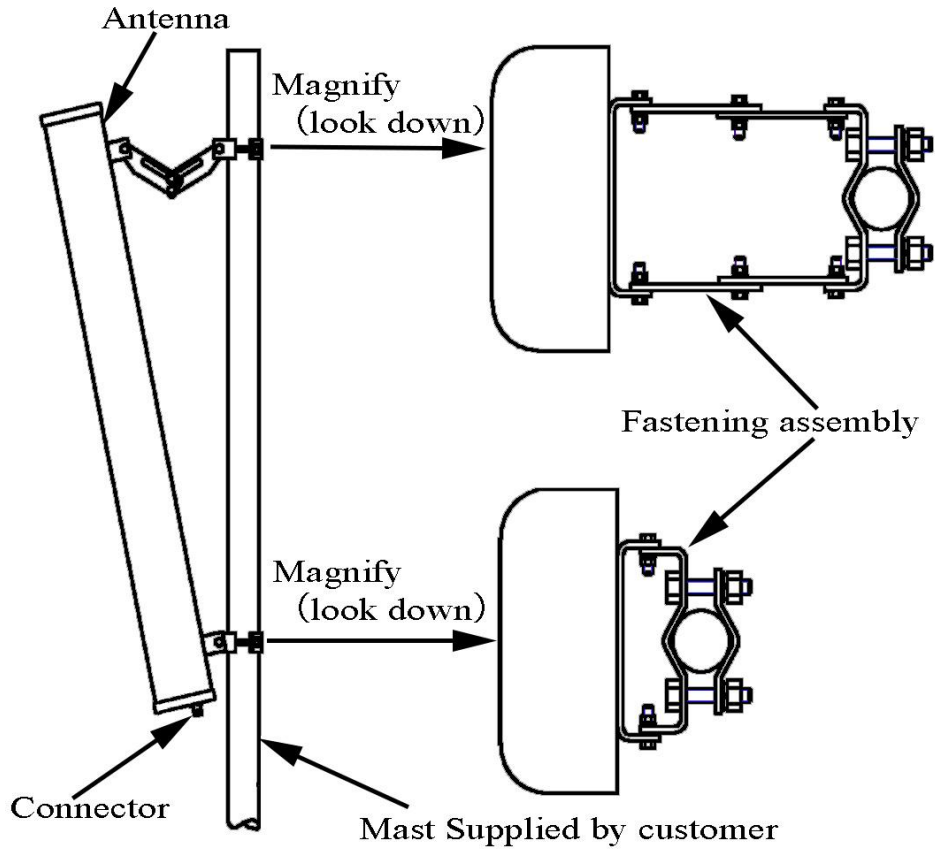 Antenna
Magnify
（look down）
Fastening assembly
Magnify
（look down）
Connector
Mast Supplied by customer